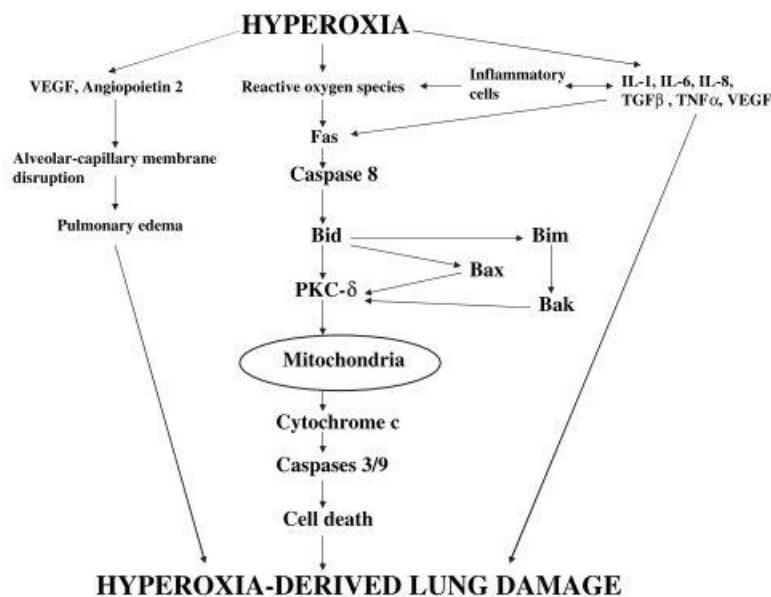 HYPEROXIA
VEGF, Angiopoietin 2
Reactive oxygen species
Inflammatory
cells
IL-1, IL-6, IL-8,
TGFβ , TNFα, VEGF
Fas
Alveolar-capillary membrane
disruption
Caspase 8
Pulmonary edema
Bid
Bim
Bax
PKC-δ
Bak
Mitochondria
Cytochrome c
Caspases 3/9
Cell death
HYPEROXIA-DERIVED LUNG DAMAGE